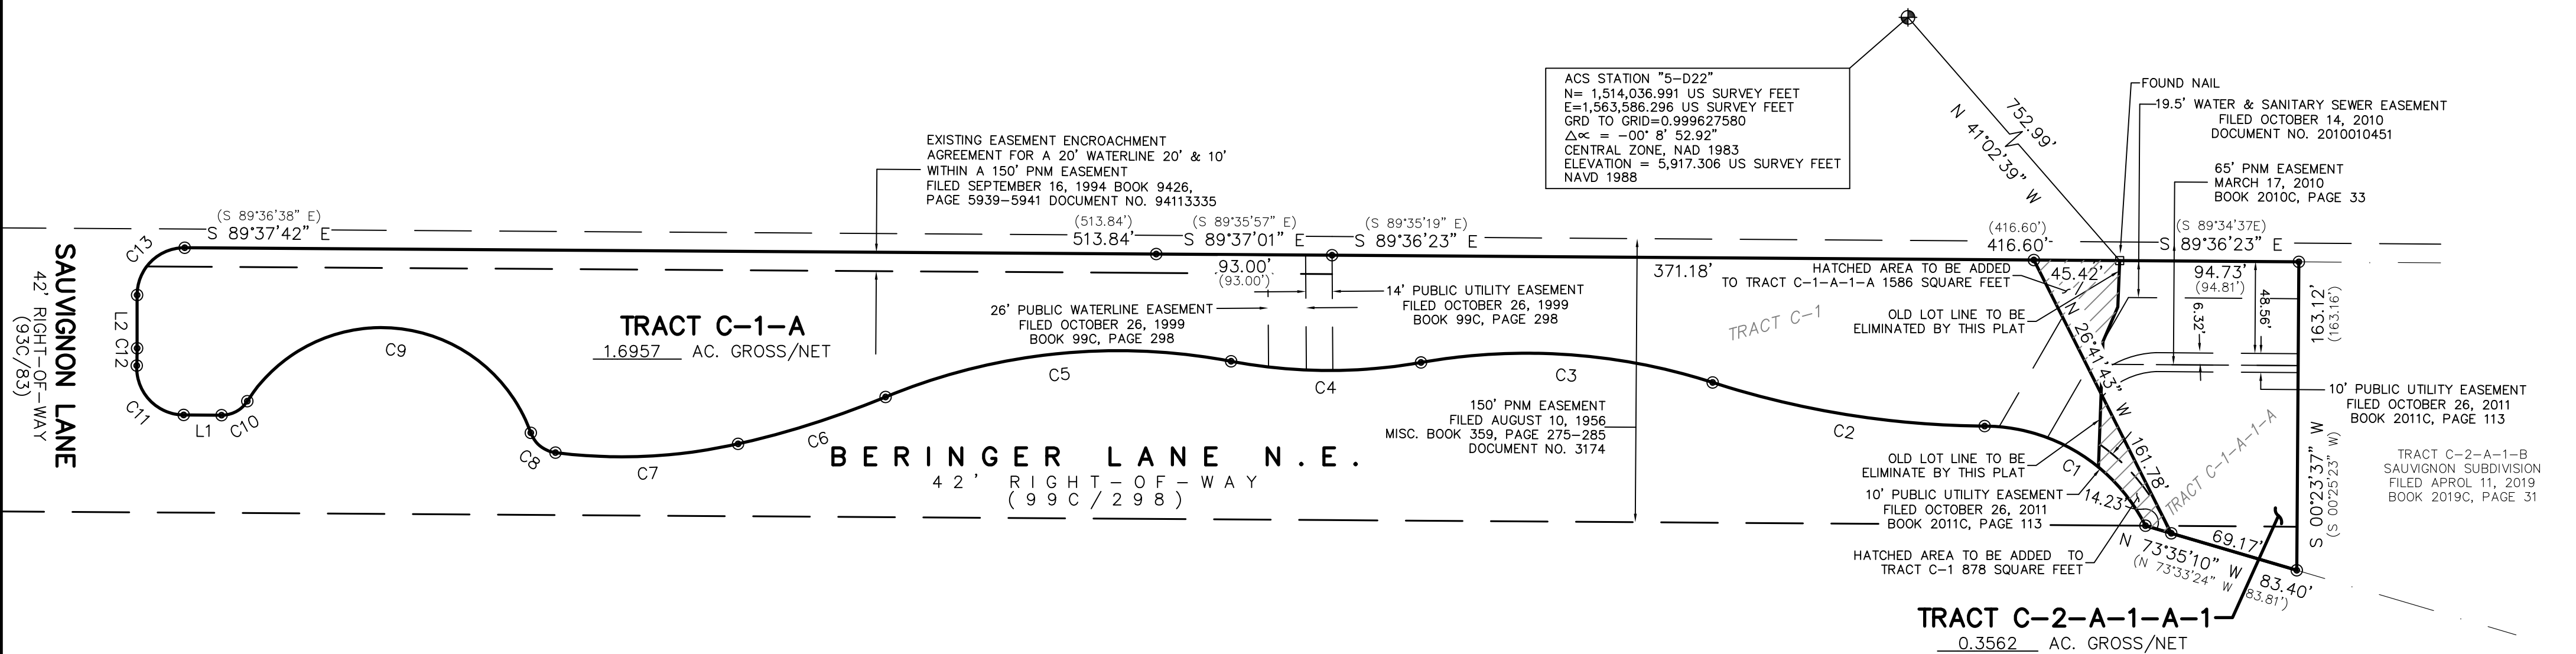 ACS STATION "5-D22"
N= 1,514,036.991 US SURVEY FEET
E=1,563,586.296 US SURVEY FEET
GRD TO GRID=0.999627580
△∝ = -00° 8' 52.92"
CENTRAL ZONE, NAD 1983
ELEVATION = 5,917.306 US SURVEY FEET
NAVD 1988
752.99'
N 41°02'39" W
FOUND NAIL
19.5' WATER & SANITARY SEWER EASEMENT
FILED OCTOBER 14, 2010
DOCUMENT NO. 2010010451
65' PNM EASEMENT
MARCH 17, 2010
BOOK 2010C, PAGE 33
EXISTING EASEMENT ENCROACHMENT
AGREEMENT FOR A 20' WATERLINE 20' & 10'
WITHIN A 150' PNM EASEMENT
FILED SEPTEMBER 16, 1994 BOOK 9426,
PAGE 5939-5941 DOCUMENT NO. 94113335
(S 89°36'38" E)
S 89°37'42" E
(513.84')
513.84'
(S 89°35'57" E)
S 89°37'01" E
(S 89°35'19" E)
S 89°36'23" E
(416.60')
416.60'
(S 89°34'37E)
S 89°36'23" E
93.00'
(93.00')
371.18'
45.42'
94.73'
(94.81')
HATCHED AREA TO BE ADDED
TO TRACT C-1-A-1-A 1586 SQUARE FEET
14' PUBLIC UTILITY EASEMENT
FILED OCTOBER 26, 1999
BOOK 99C, PAGE 298
26' PUBLIC WATERLINE EASEMENT
FILED OCTOBER 26, 1999
BOOK 99C, PAGE 298
OLD LOT LINE TO BE
ELIMINATED BY THIS PLAT
TRACT C-1
6.32'
48.56'
163.12'
(163.16')
SAUVIGNON LANE
42' RIGHT-OF-WAY
(93C/83)
C13
L2
C12
C11
L1
C10
C9
C8
C7
C6
C5
C4
C3
C2
C1
TRACT C-1-A
1.6957 AC. GROSS/NET
BERINGER LANE N.E.
42' RIGHT-OF-WAY
(99C/298)
150' PNM EASEMENT
FILED AUGUST 10, 1956
MISC. BOOK 359, PAGE 275-285
DOCUMENT NO. 3174
N 26°41'43" W
161.78'
10' PUBLIC UTILITY EASEMENT
FILED OCTOBER 26, 2011
BOOK 2011C, PAGE 113
TRACT C-1-A-1-A
S 00°23'37" W
(S 00°25'23" W)
TRACT C-2-A-1-B
SAUVIGNON SUBDIVISION
FILED APROL 11, 2019
BOOK 2019C, PAGE 31
OLD LOT LINE TO BE
ELIMINATE BY THIS PLAT
14.23'
10' PUBLIC UTILITY EASEMENT
FILED OCTOBER 26, 2011
BOOK 2011C, PAGE 113
HATCHED AREA TO BE ADDED TO
TRACT C-1 878 SQUARE FEET
69.17'
N 73°35'10" W 83.40'
(N 73°33'24" W 83.81')
TRACT C-2-A-1-A-1
0.3562 AC. GROSS/NET